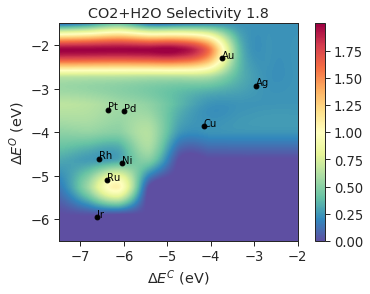 CO2+H2O Selectivity 1.8
−2
−3
−4
−5
−6
ΔE^O (eV)
Au
Ag
Pt
Pd
Cu
Rh
Ni
Ru
Ir
−7
−6
−5
−4
−3
−2
ΔE^C (eV)
1.75
1.50
1.25
1.00
0.75
0.50
0.25
0.00